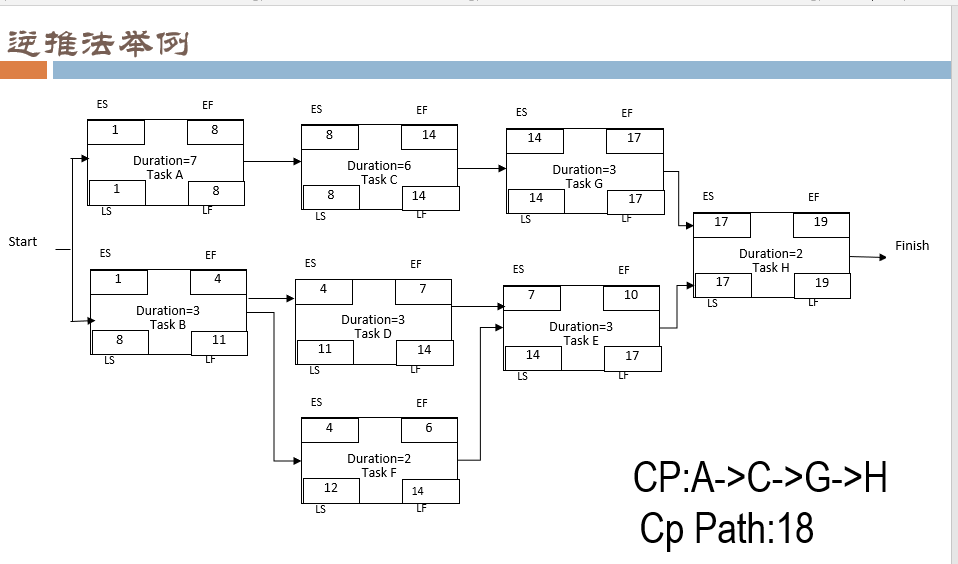 逆推法举例
ES EF
1 8
Duration=7
Task A
1 8
LS LF
ES EF
8 14
Duration=6
Task C
8 14
LS LF
ES EF
14 17
Duration=3
Task G
14 17
LS LF
Start
ES EF
1 4
Duration=3
Task B
8 11
LS LF
ES EF
4 7
Duration=3
Task D
11 14
LS LF
ES EF
7 10
Duration=3
Task E
14 17
LS LF
ES EF
17 19
Duration=2
Task H
17 19
LS LF
Finish
ES EF
4 6
Duration=2
Task F
12 14
LS LF
CP:A->C->G->H
Cp Path:18